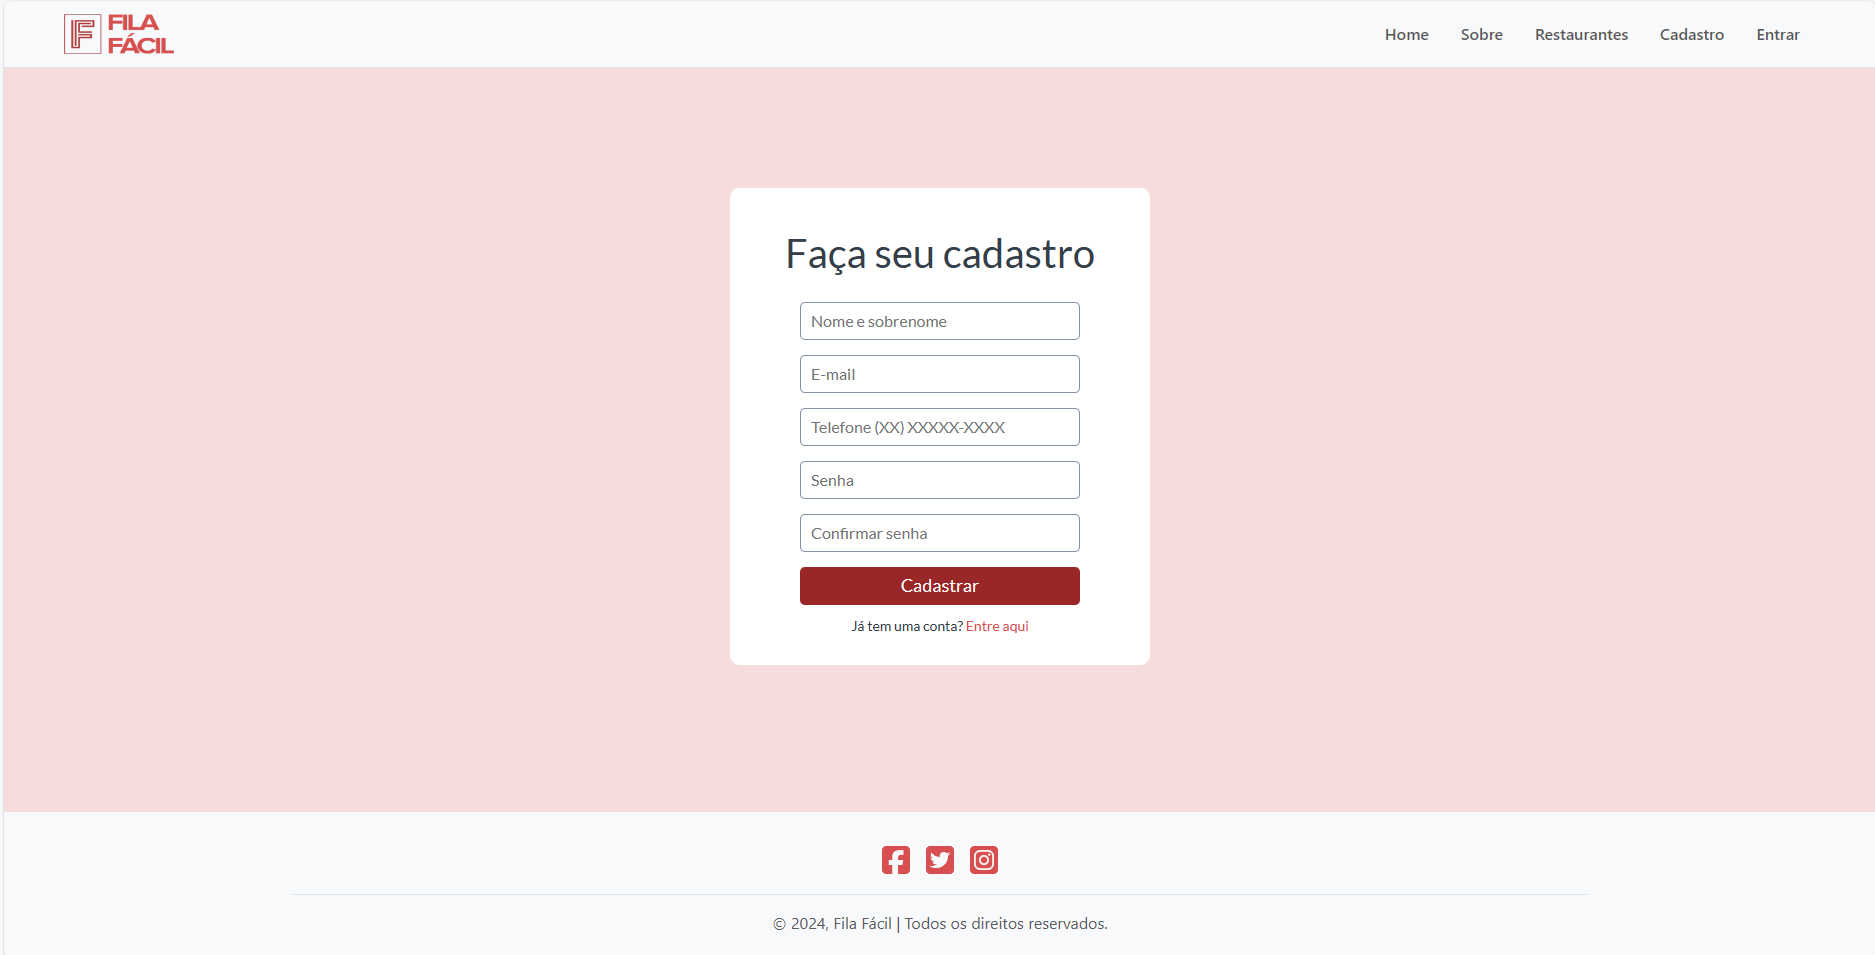 F FILA
FÁCIL
Home Sobre Restaurantes Cadastro Entrar
Faça seu cadastro
Nome e sobrenome
E-mail
Telefone (XX) XXXXX-XXXX
Senha
Confirmar senha
Cadastrar
Já tem uma conta? Entre aqui
© 2024, Fila Fácil | Todos os direitos reservados.